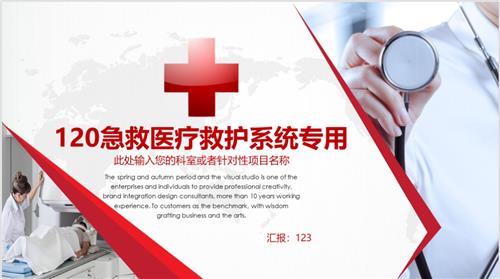 120急救医疗救护系统专用
此处输入您的科室或者针对性项目名称
The spring and autumn period and the visual studio is one of the
enterprises and individuals to provide professional creativity,
brand integration design consultants, more than 10 years working
experience. To customers as the benchmark, with wisdom
grafting business and the arts.
汇报：123